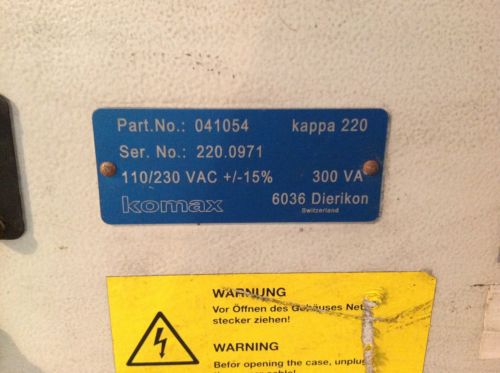 Part.No.: 041054 kappa 220
Ser. No.: 220.0971
110/230 VAC +/-15% 300 VA
komax 6036 Dierikon
Switzerland
WARNUNG
Vor Öffnen des Gehäuses Netz
stecker ziehen!
WARNING
Befor opening the case, unplug